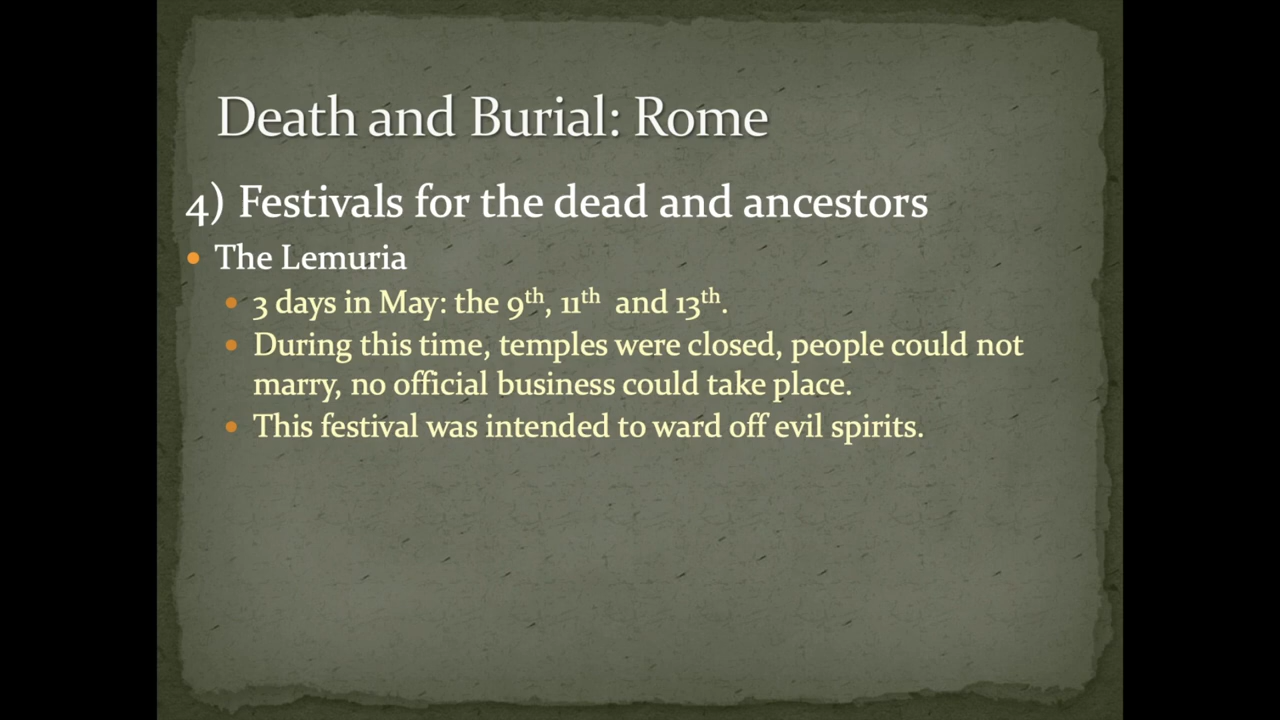 Death and Burial: Rome
4) Festivals for the dead and ancestors
• The Lemuria
• 3 days in May: the 9th, 11th and 13th.
• During this time, temples were closed, people could not
marry, no official business could take place.
• This festival was intended to ward off evil spirits.